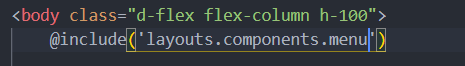 <body class="d-flex flex-column h-100">
@include('layouts.components.menu')